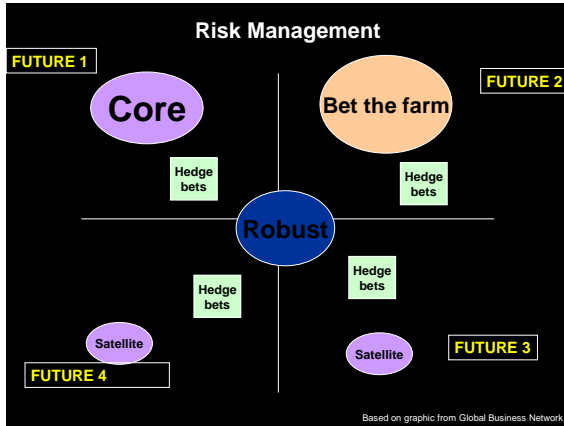 Risk Management
FUTURE 1
FUTURE 2
Core
Bet the farm
Hedge
bets
Hedge
bets
Robust
Hedge
bets
Hedge
bets
Satellite
Satellite
FUTURE 3
FUTURE 4
Based on graphic from Global Business Network